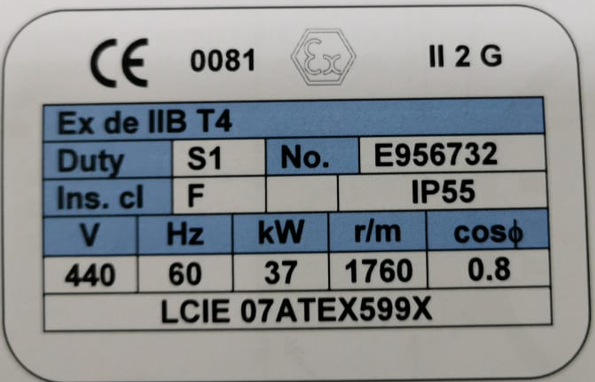 CE 0081 Ex II 2 G
Ex de IIB T4
Duty S1 No. E956732
Ins. cl F IP55
V Hz kW r/m cosϕ
440 60 37 1760 0.8
LCIE 07ATEX599X